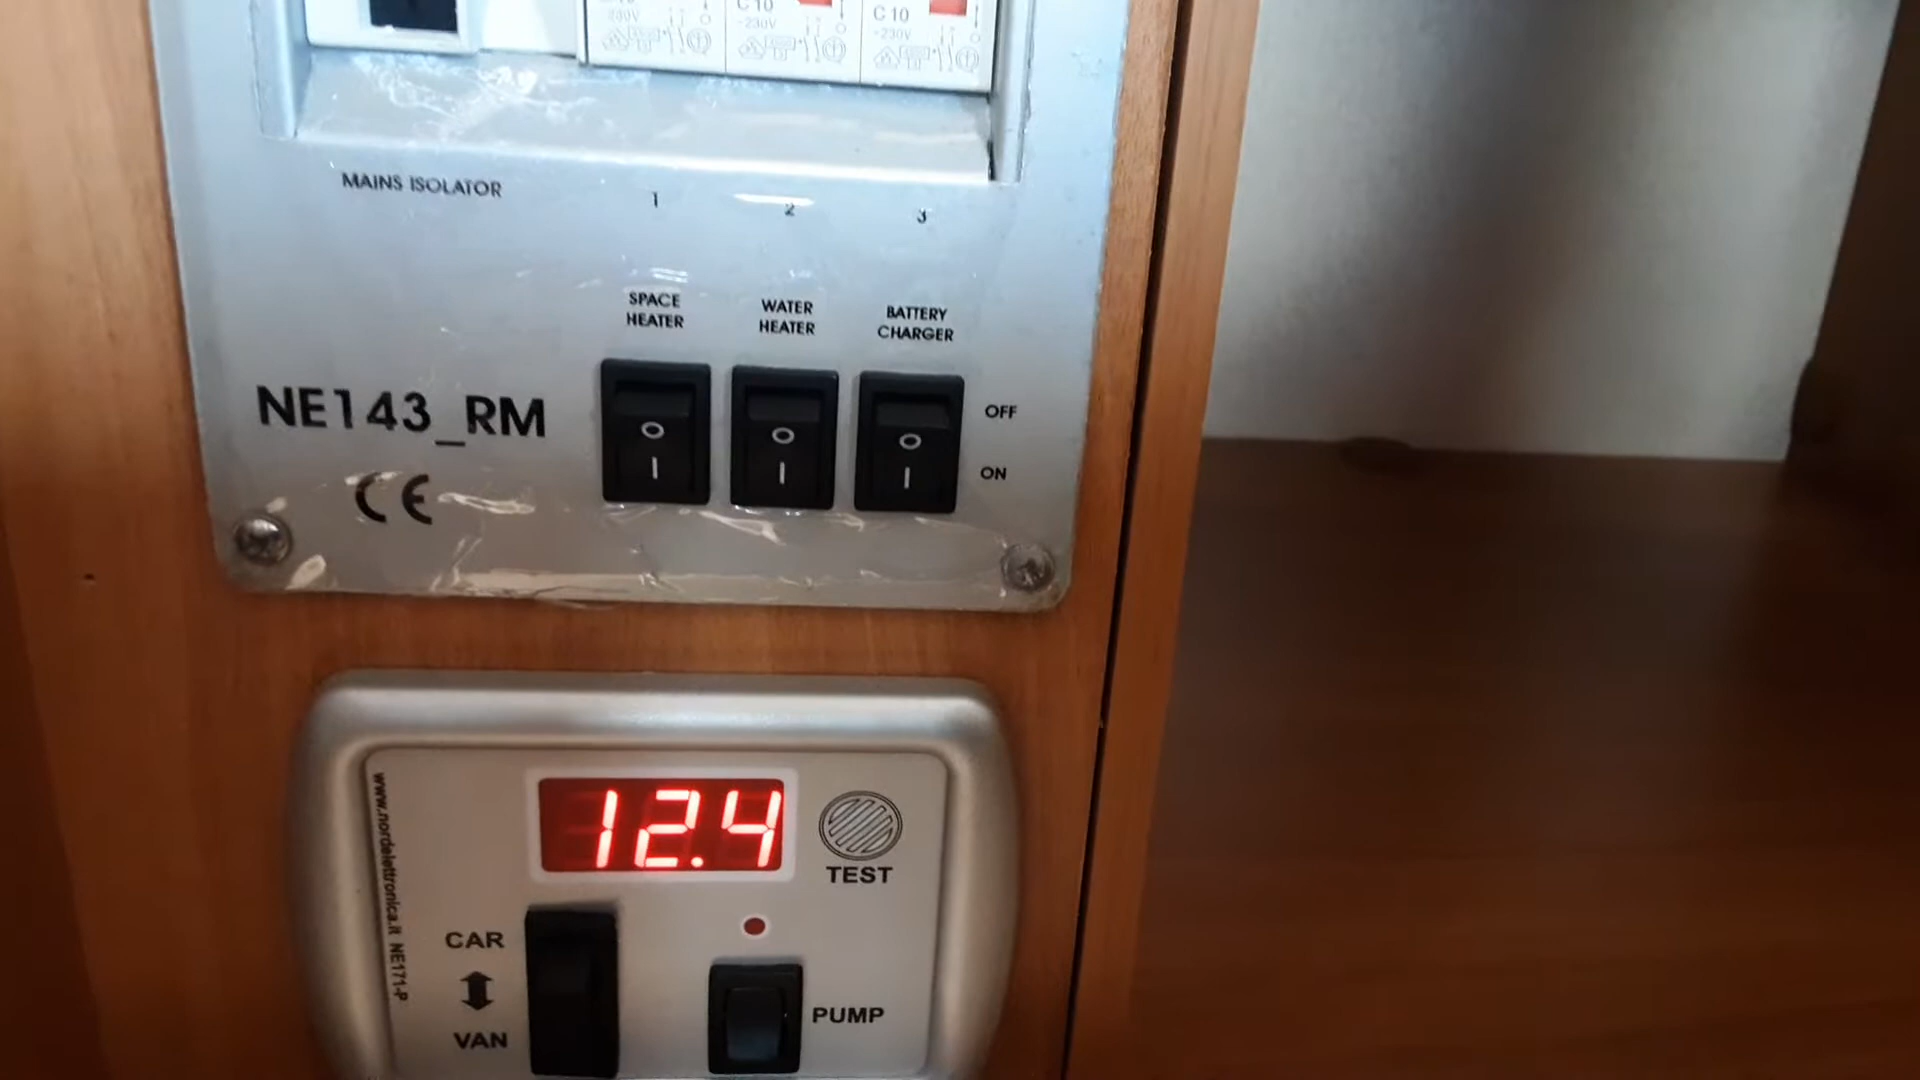 C 10
C 10
~230V
~230V
~230V
MAINS ISOLATOR
1
2
3
SPACE
HEATER
WATER
HEATER
BATTERY
CHARGER
NE143_RM
OFF
ON
CE
12.4
TEST
www.nordelettronica.it NE171-P
CAR
VAN
PUMP